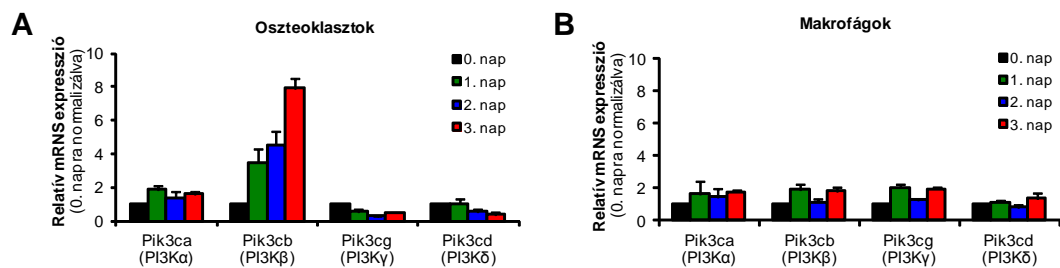 A
Oszteoklasztok
Relatív mRNS expresszió
(0. napra normalizálva)
10
8
6
4
2
0
0. nap
1. nap
2. nap
3. nap
Pik3ca Pik3cb Pik3cg Pik3cd
(PI3Kα) (PI3Kβ) (PI3Kγ) (PI3Kδ)
B
Makrofágok
Relatív mRNS expresszió
(0. napra normalizálva)
10
8
6
4
2
0
0. nap
1. nap
2. nap
3. nap
Pik3ca Pik3cb Pik3cg Pik3cd
(PI3Kα) (PI3Kβ) (PI3Kγ) (PI3Kδ)